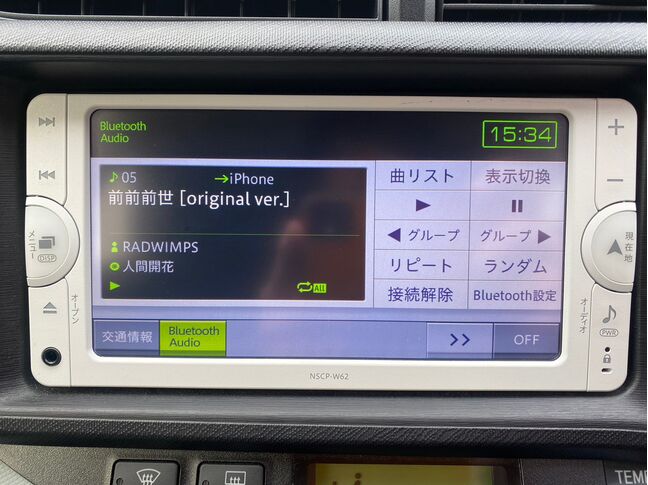 Bluetooth
Audio
15:34
05 →iPhone
前前前世 [original ver.]
RADWIMPS
人間開花
ALL
曲リスト 表示切換
◀ グループ グループ ▶
リピート ランダム
接続解除 Bluetooth設定
交通情報 Bluetooth
Audio
>> OFF
メニュー
DISP
オープン
現在地
オーディオ
PWR
NSCP-W62
TEMP